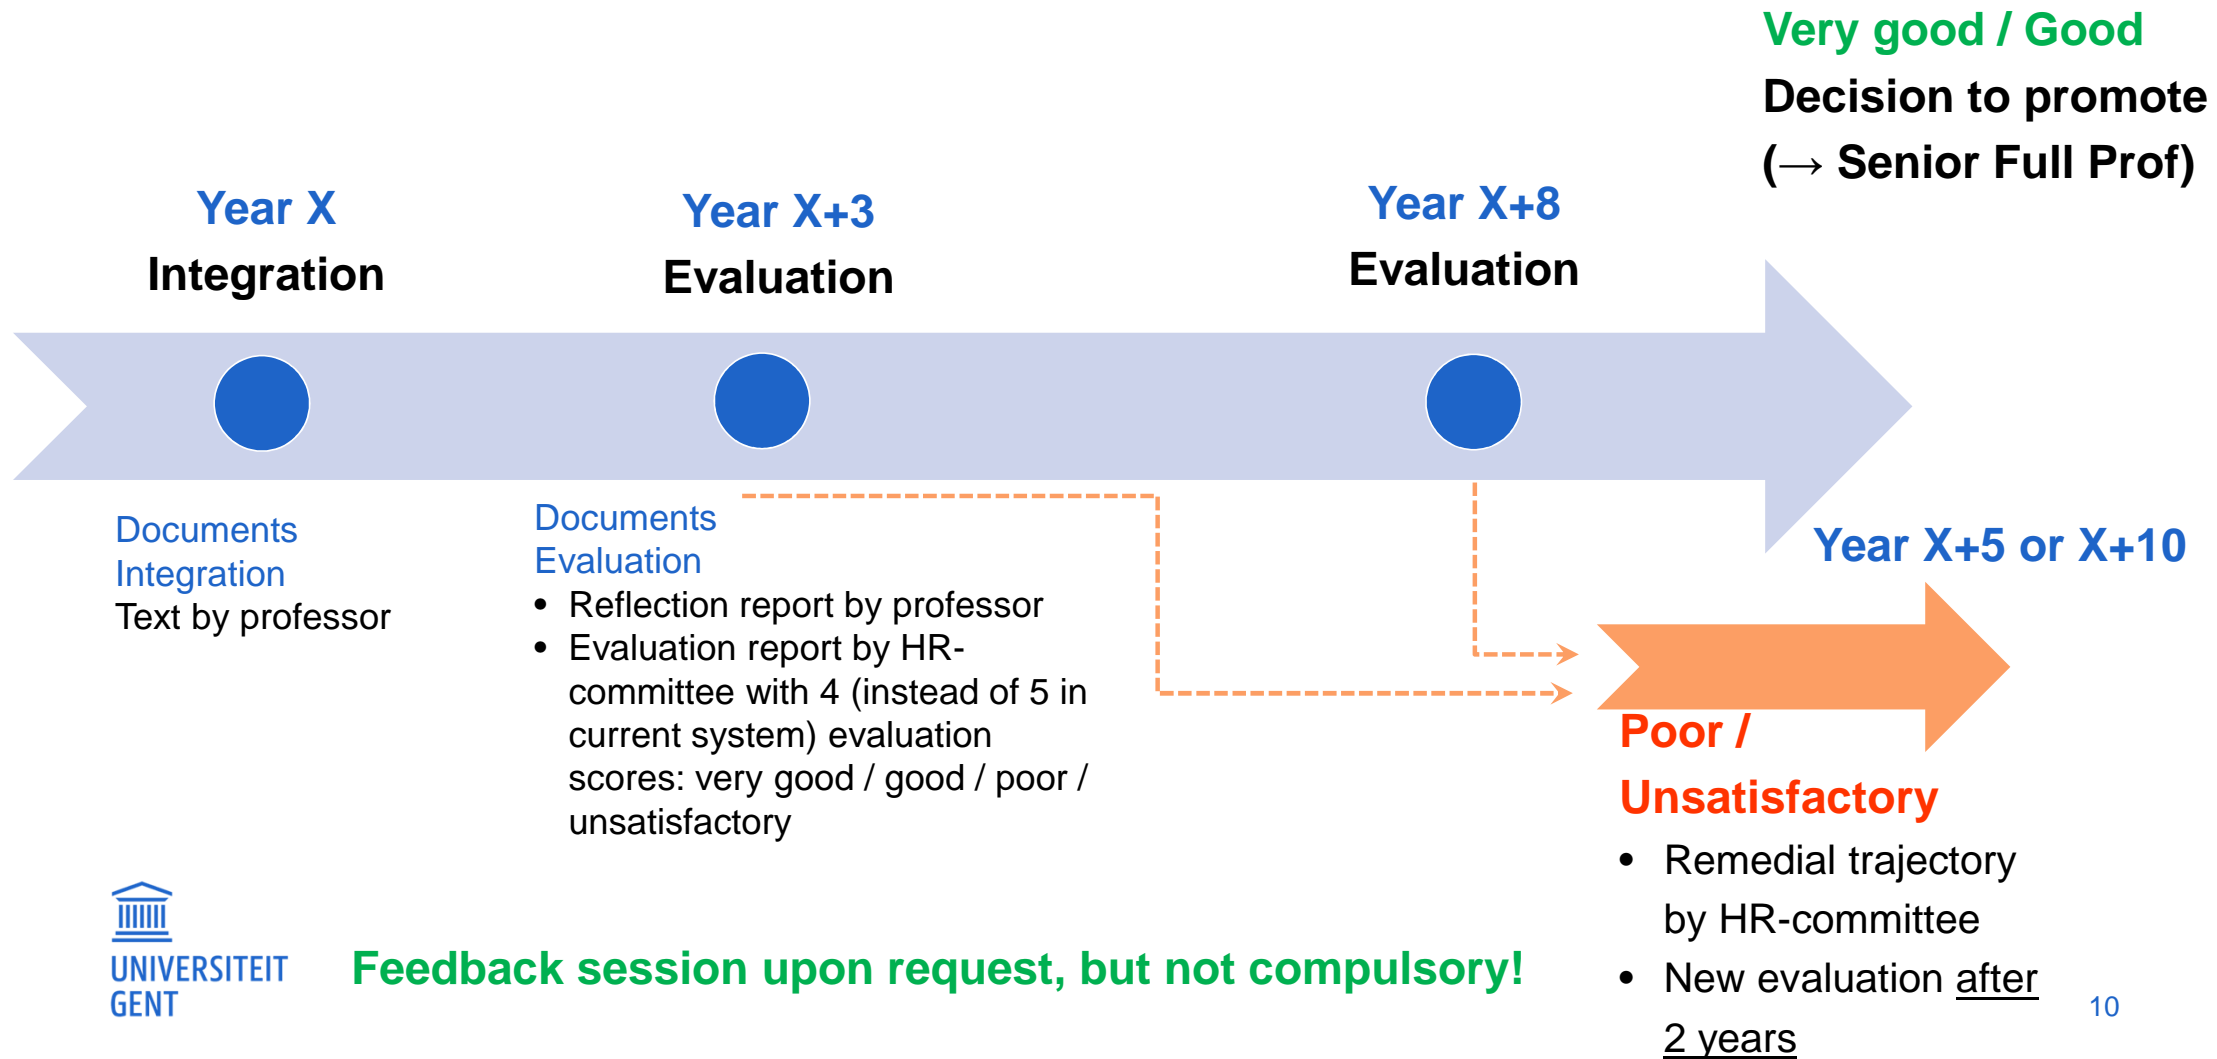 Very good / Good
Decision to promote
(→ Senior Full Prof)
Year X
Integration
Year X+3
Evaluation
Year X+8
Evaluation
Documents
Integration
Text by professor
Documents
Evaluation
• Reflection report by professor
• Evaluation report by HR-
committee with 4 (instead of 5 in
current system) evaluation
scores: very good / good / poor /
unsatisfactory
Year X+5 or X+10
Poor /
Unsatisfactory
• Remedial trajectory
by HR-committee
• New evaluation after
2 years
UNIVERSITEIT
GENT
Feedback session upon request, but not compulsory!
10